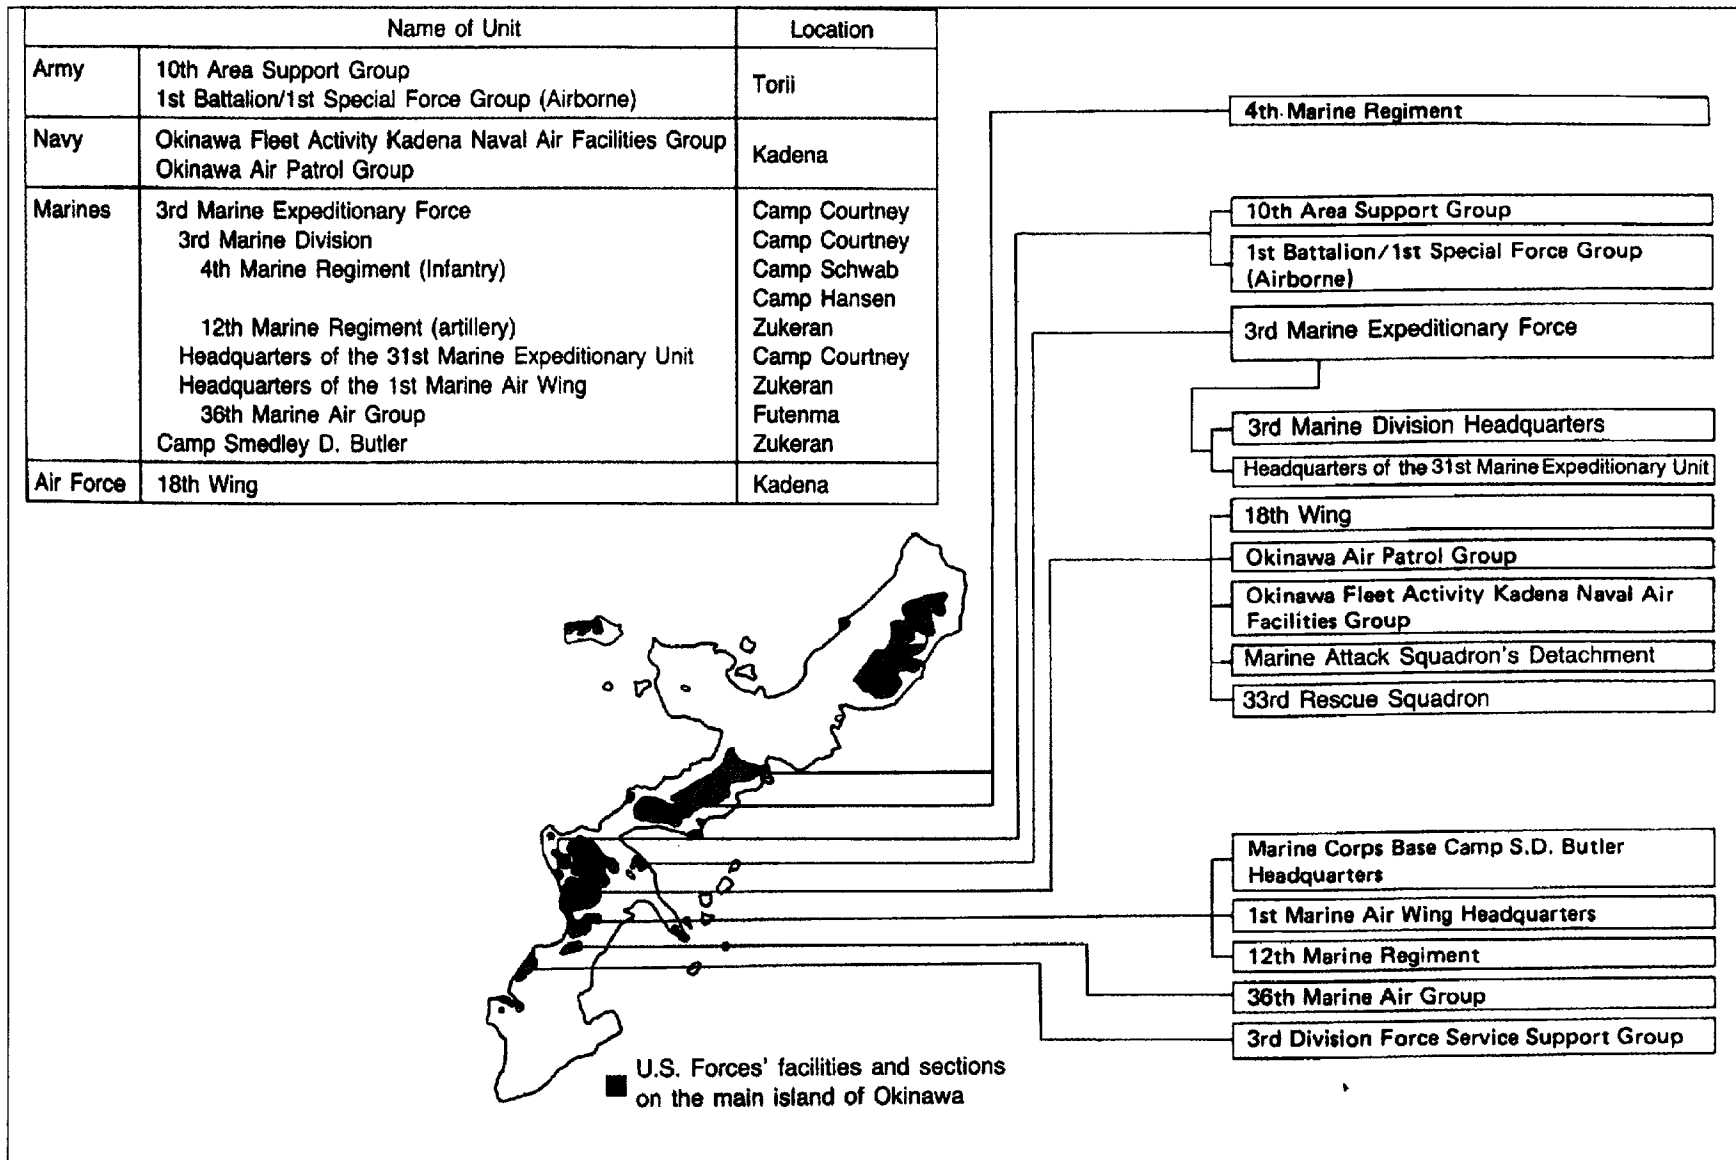 Name of Unit Location
Army 10th Area Support Group Torii
1st Battalion/1st Special Force Group (Airborne)
Navy Okinawa Fleet Activity Kadena Naval Air Facilities Group Kadena
Okinawa Air Patrol Group
Marines 3rd Marine Expeditionary Force Camp Courtney
3rd Marine Division Camp Courtney
4th Marine Regiment (Infantry) Camp Schwab
Camp Hansen
12th Marine Regiment (artillery) Zukeran
Headquarters of the 31st Marine Expeditionary Unit Camp Courtney
Headquarters of the 1st Marine Air Wing Zukeran
36th Marine Air Group Futenma
Camp Smedley D. Butler Zukeran
Air Force 18th Wing Kadena
4th Marine Regiment
10th Area Support Group
1st Battalion/1st Special Force Group
(Airborne)
3rd Marine Expeditionary Force
3rd Marine Division Headquarters
Headquarters of the 31st Marine Expeditionary Unit
18th Wing
Okinawa Air Patrol Group
Okinawa Fleet Activity Kadena Naval Air
Facilities Group
Marine Attack Squadron's Detachment
33rd Rescue Squadron
Marine Corps Base Camp S.D. Butler
Headquarters
1st Marine Air Wing Headquarters
12th Marine Regiment
36th Marine Air Group
3rd Division Force Service Support Group
U.S. Forces' facilities and sections
on the main island of Okinawa